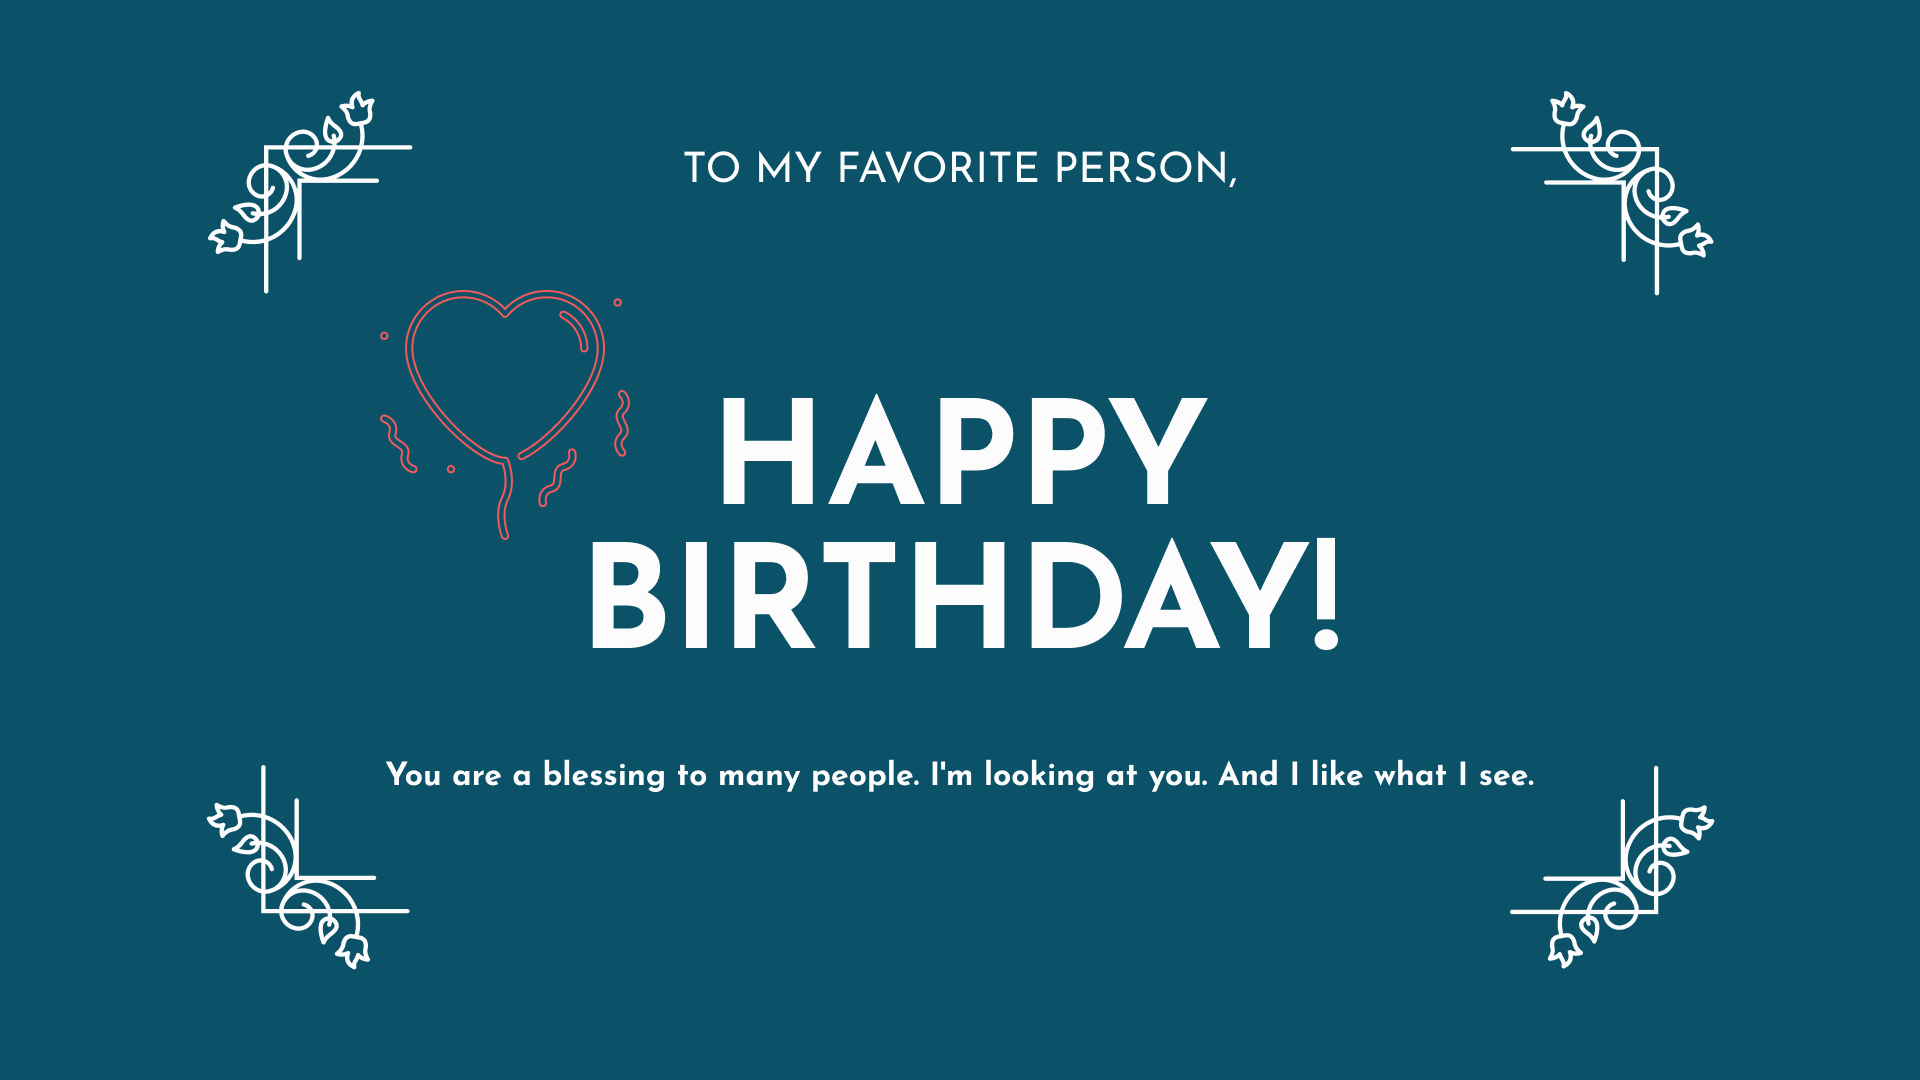 TO MY FAVORITE PERSON,
HAPPY
BIRTHDAY!
You are a blessing to many people. I'm looking at you. And I like what I see.